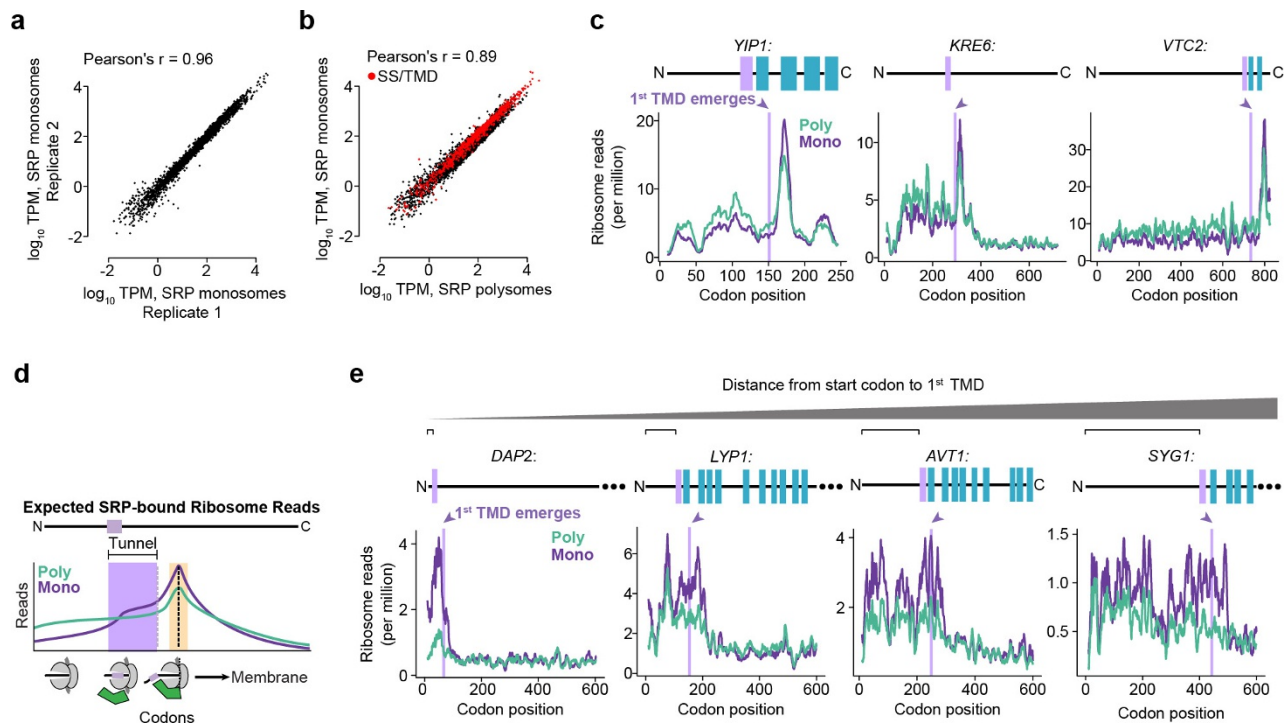 a
Pearson's r = 0.96
log10 TPM, SRP monosomes
Replicate 2
4
2
0
-2
-2 0 2 4
log10 TPM, SRP monosomes
Replicate 1
b
Pearson's r = 0.89
SS/TMD
log10 TPM, SRP monosomes
4
2
0
-2
-2 0 2 4
log10 TPM, SRP polysomes
c
YIP1: KRE6: VTC2:
N C N C N C
1st TMD emerges
Poly
Mono
Ribosome reads
(per million)
20
10
0
0 50 100 150 200 250
Codon position
10
5
0
0 200 400 600
Codon position
30
20
10
0
0 200 400 600 800
Codon position
d
Expected SRP-bound Ribosome Reads
N C
Tunnel
Poly
Mono
Reads
Membrane
Codons
e
Distance from start codon to 1st TMD
DAP2: LYP1: AVT1: SYG1:
N N N C N
1st TMD emerges
Poly
Mono
Ribosome reads
(per million)
4
2
0
0 200 400 600
Codon position
6
4
2
0
0 200 400 600
Codon position
4
2
0
0 200 400 600
Codon position
1.5
1.0
0.5
0 200 400 600
Codon position